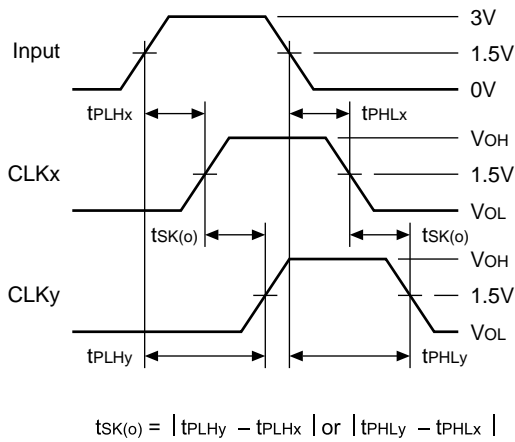 3V
Input
1.5V
0V
tPLHx
tPHLx
VOH
CLKx
1.5V
VOL
tSK(o)
tSK(o)
VOH
CLKy
1.5V
VOL
tPLHy
tPHLy
tSK(o) = | tPLHy – tPLHx | or | tPHLy – tPHLx |